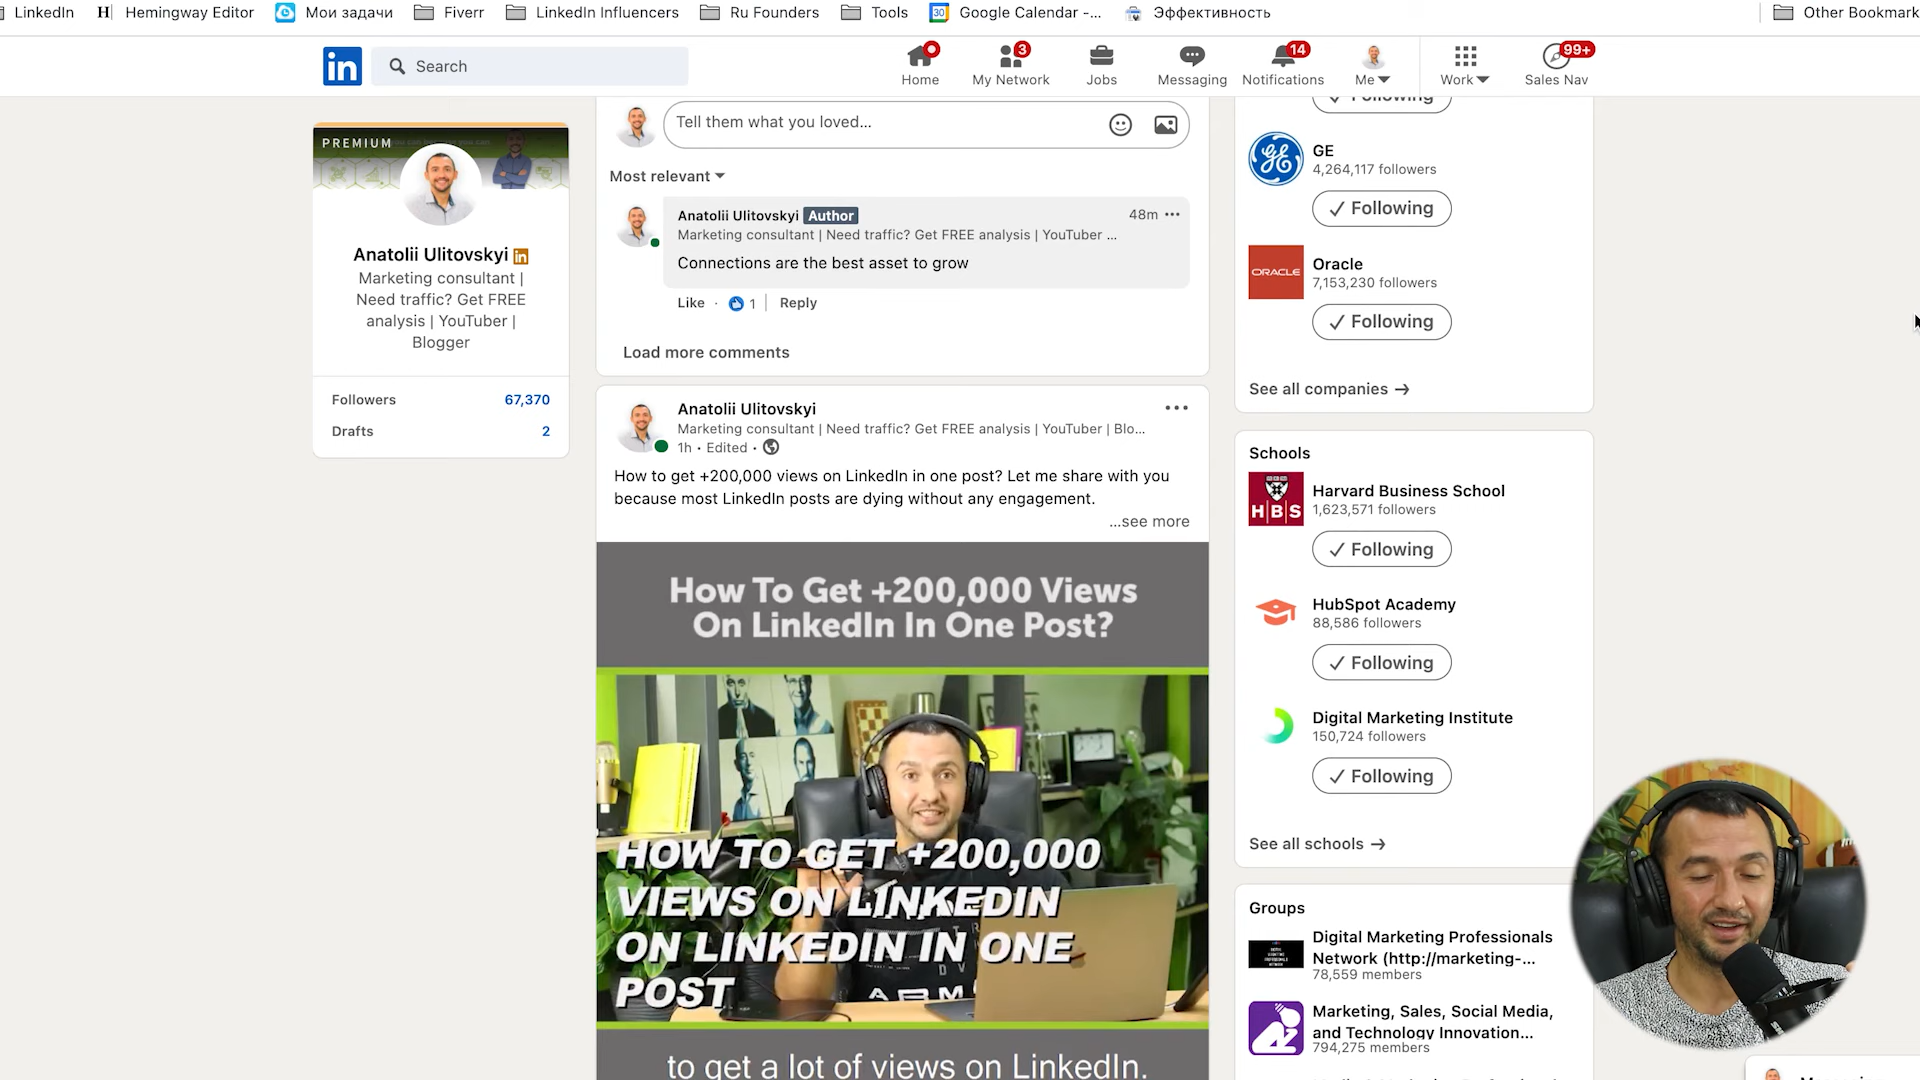 LinkedIn
Hemingway Editor
Мои задачи
Fiverr
LinkedIn Influencers
Ru Founders
Tools
30
Google Calendar -...
Эффективность
Other Bookmark
in
Search
Home
3
My Network
Jobs
Messaging
14
Notifications
Me
Work
99+
Sales Nav
PREMIUM
Anatolii Ulitovskyi in
Marketing consultant |
Need traffic? Get FREE
analysis | YouTuber |
Blogger
Followers 67,370
Drafts 2
Tell them what you loved...
Most relevant
Anatolii Ulitovskyi Author 48m
Marketing consultant | Need traffic? Get FREE analysis | YouTuber ...
Connections are the best asset to grow
Like · 1 | Reply
Load more comments
Anatolii Ulitovskyi
Marketing consultant | Need traffic? Get FREE analysis | YouTuber | Blo...
1h • Edited •
How to get +200,000 views on LinkedIn in one post? Let me share with you
because most LinkedIn posts are dying without any engagement.
...see more
How To Get +200,000 Views
On LinkedIn In One Post?
HOW TO GET +200,000
VIEWS ON LINKEDIN
ON LINKEDIN IN ONE
POST
to get a lot of views on LinkedIn.
Following
GE
4,264,117 followers
Following
ORACLE
Oracle
7,153,230 followers
Following
See all companies
Schools
HBS
Harvard Business School
1,623,571 followers
Following
HubSpot Academy
88,586 followers
Following
Digital Marketing Institute
150,724 followers
Following
See all schools
Groups
Digital Marketing Professionals
Network (http://marketing-...
78,559 members
Marketing, Sales, Social Media,
and Technology Innovation...
794,275 members